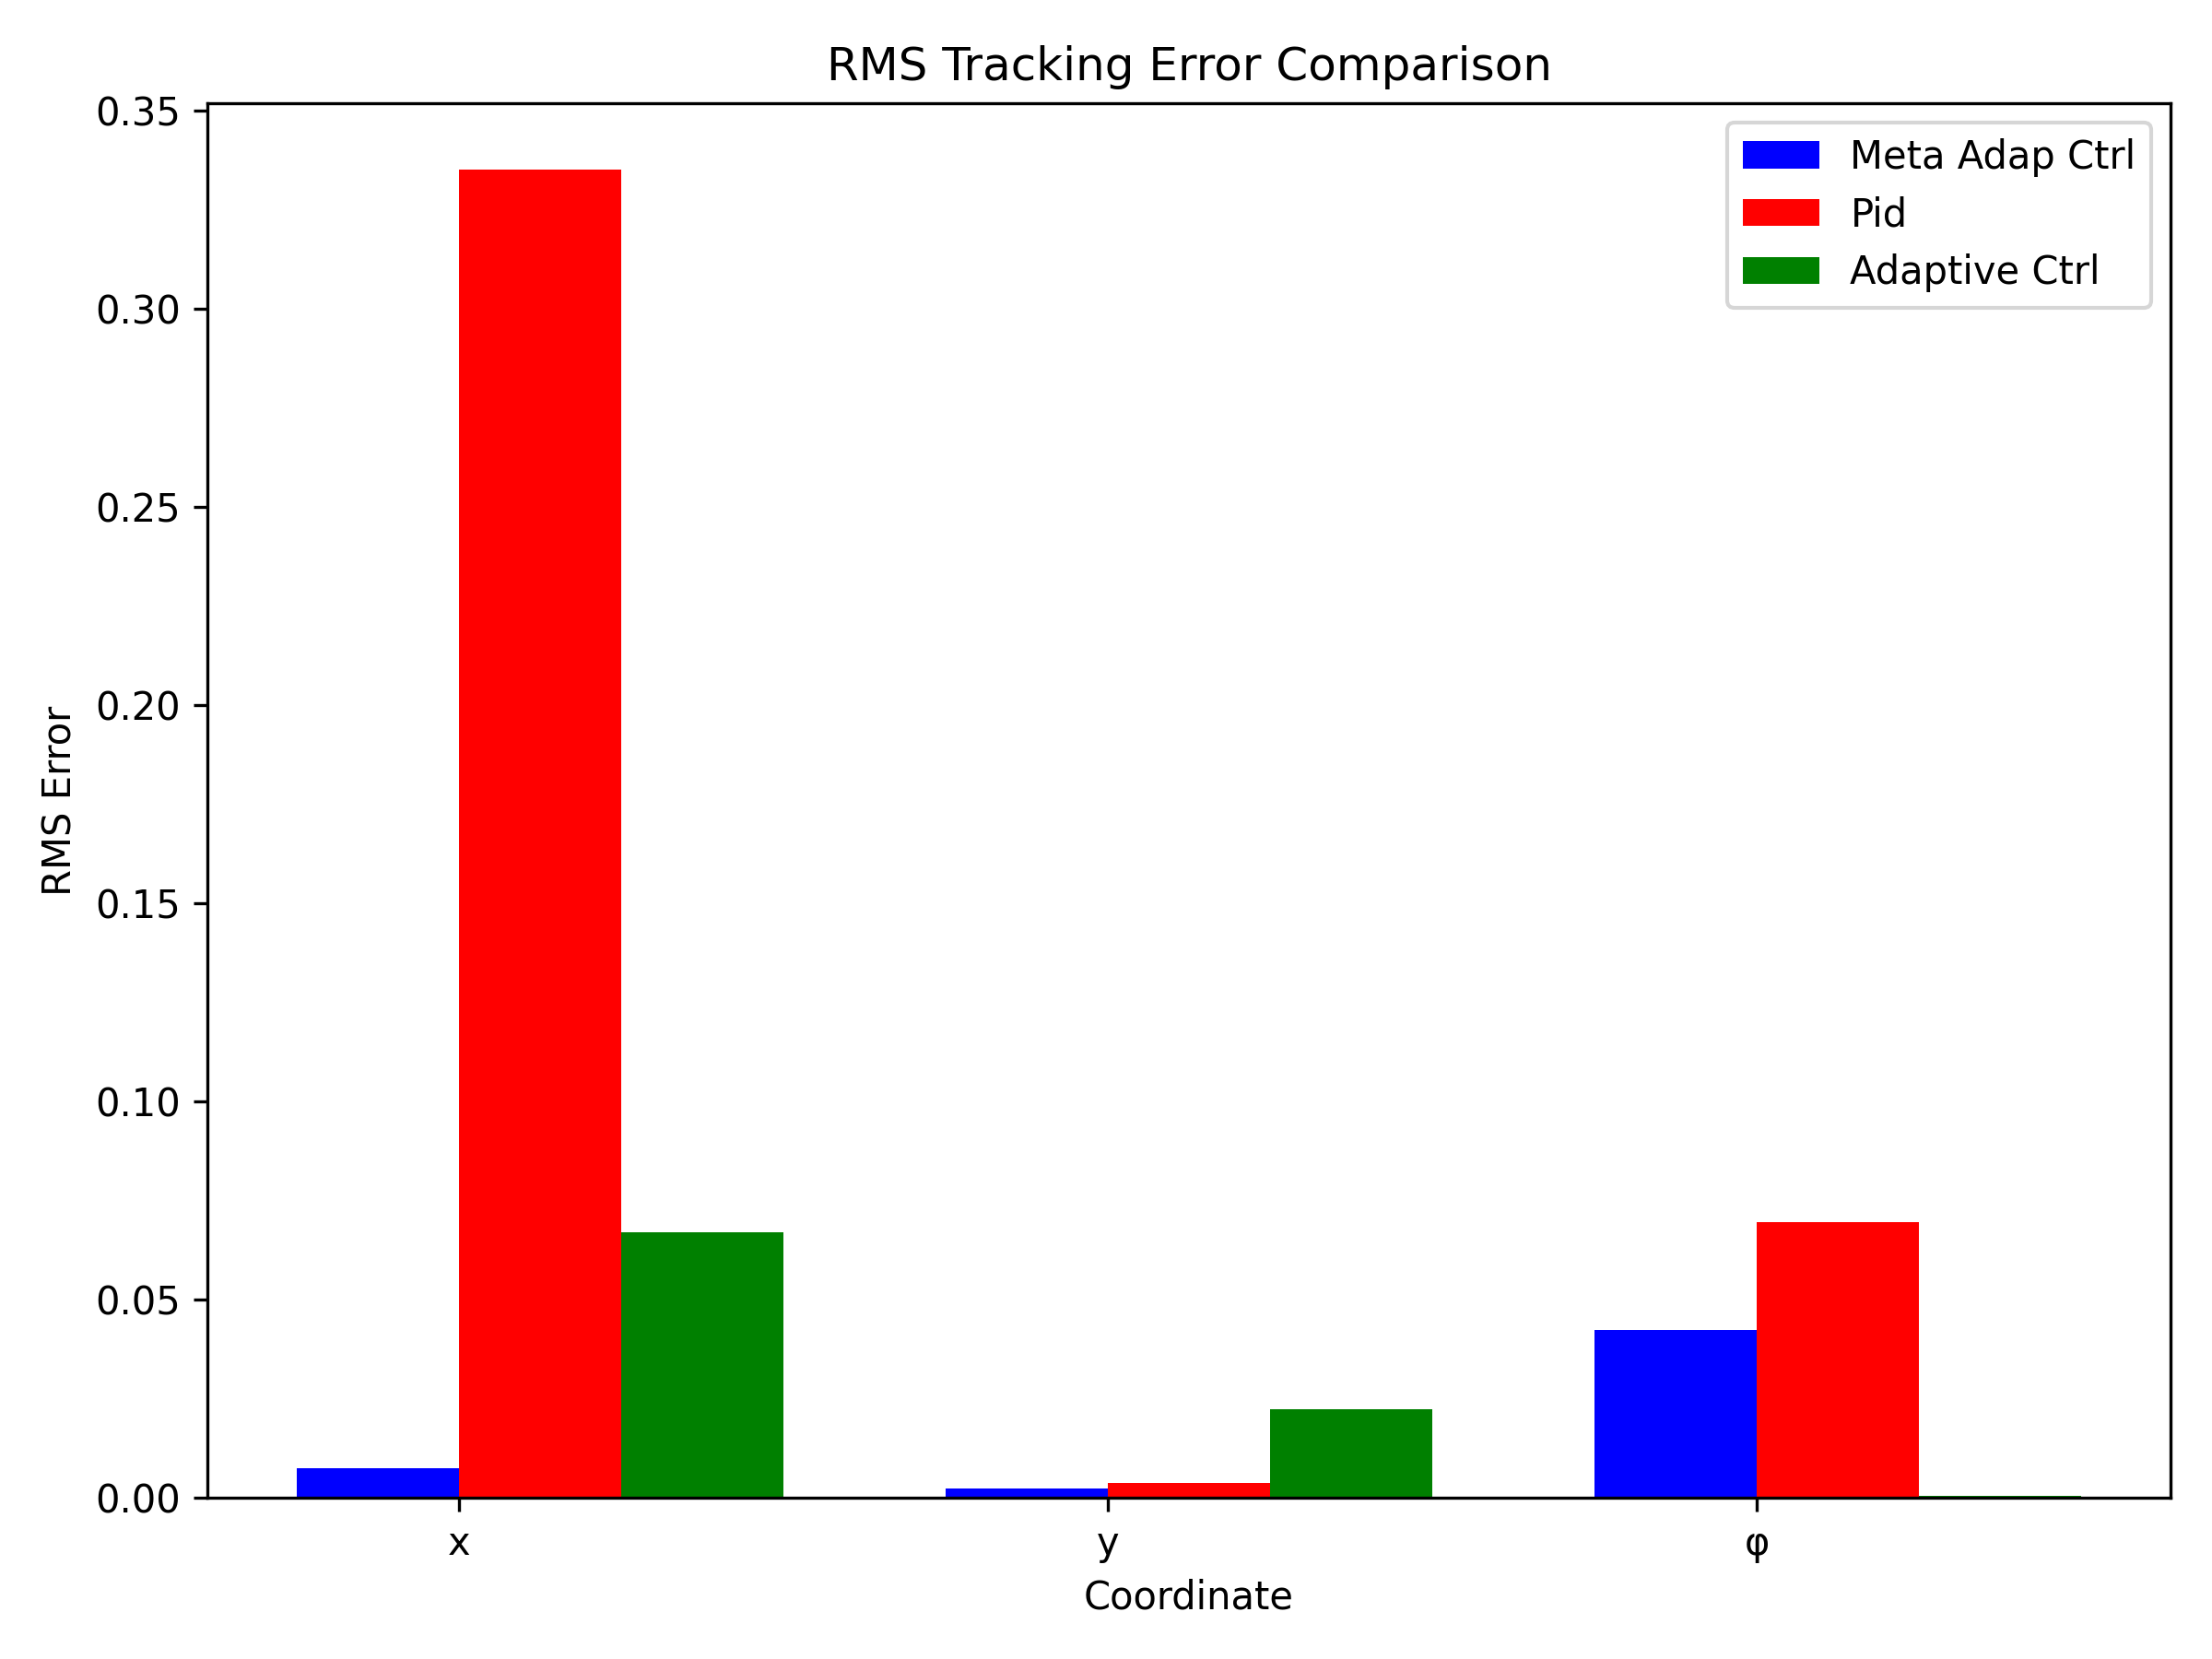 RMS Tracking Error Comparison
0.35
0.30
0.25
0.20
0.15
0.10
0.05
0.00
RMS Error
Meta Adap Ctrl
Pid
Adaptive Ctrl
x
y
φ
Coordinate